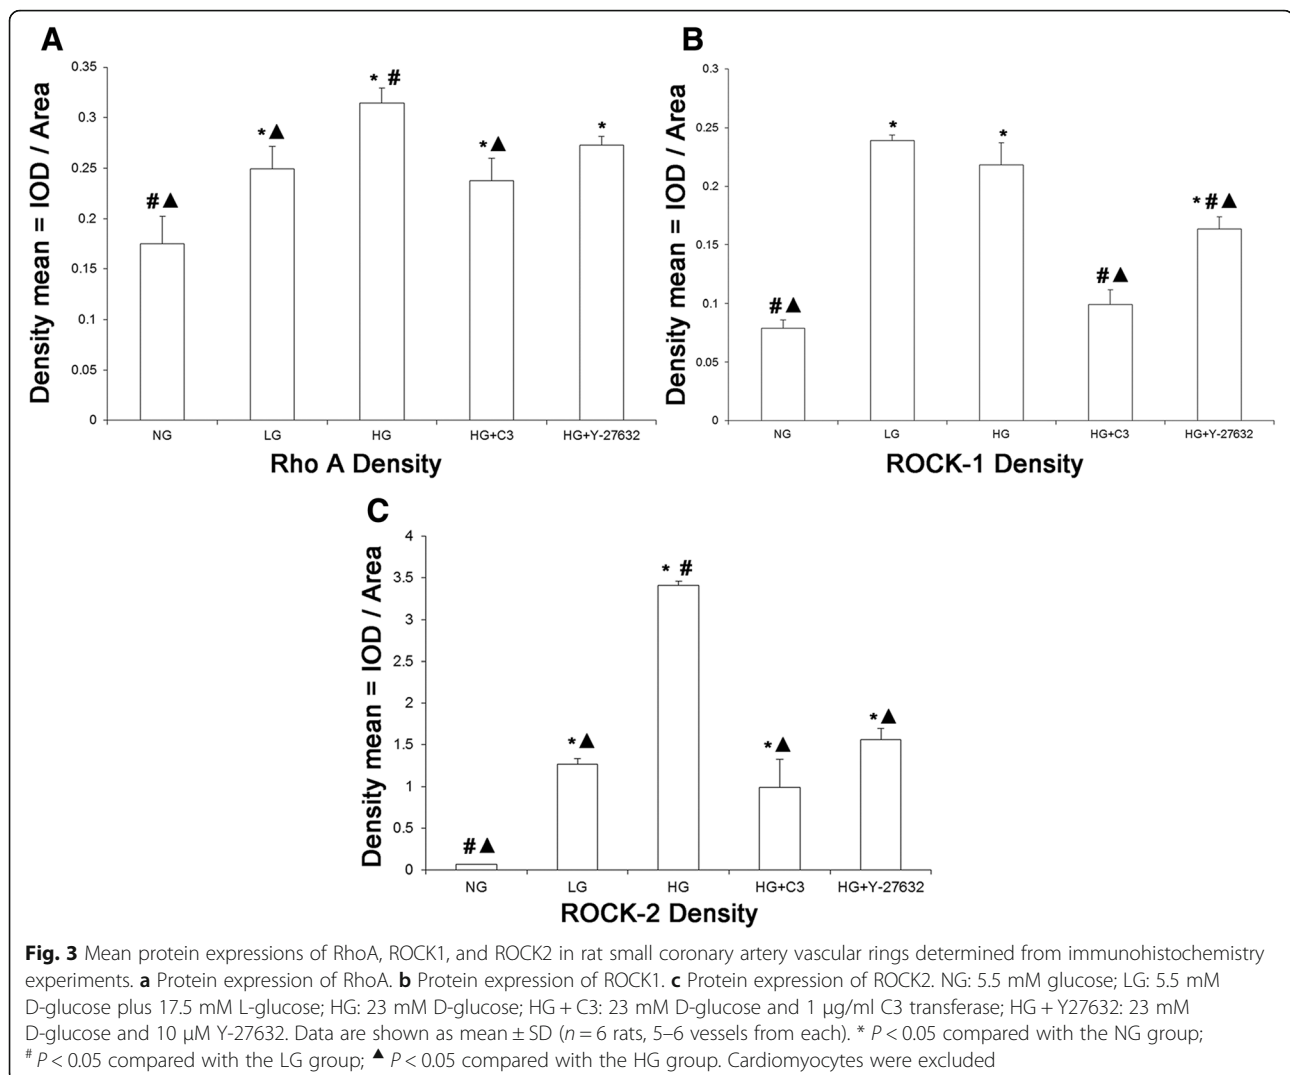 A
Density mean = IOD / Area
0.35
0.3
0.25
0.2
0.15
0.1
0.05
0
#▲
*▲
* #
*▲
*
NG LG HG HG+C3 HG+Y-27632
Rho A Density
B
Density mean = IOD / Area
0.3
0.25
0.2
0.15
0.1
0.05
0
#▲
*
*
#▲
*#▲
NG LG HG HG+C3 HG+Y-27632
ROCK-1 Density
C
Density mean = IOD / Area
4
3.5
3
2.5
2
1.5
1
0.5
0
#▲
*▲
* #
*▲
*▲
NG LG HG HG+C3 HG+Y-27632
ROCK-2 Density
Fig. 3 Mean protein expressions of RhoA, ROCK1, and ROCK2 in rat small coronary artery vascular rings determined from immunohistochemistry
experiments. a Protein expression of RhoA. b Protein expression of ROCK1. c Protein expression of ROCK2. NG: 5.5 mM glucose; LG: 5.5 mM
D-glucose plus 17.5 mM L-glucose; HG: 23 mM D-glucose; HG + C3: 23 mM D-glucose and 1 μg/ml C3 transferase; HG + Y27632: 23 mM
D-glucose and 10 μM Y-27632. Data are shown as mean ± SD (n = 6 rats, 5–6 vessels from each). * P < 0.05 compared with the NG group;
# P < 0.05 compared with the LG group; ▲ P < 0.05 compared with the HG group. Cardiomyocytes were excluded